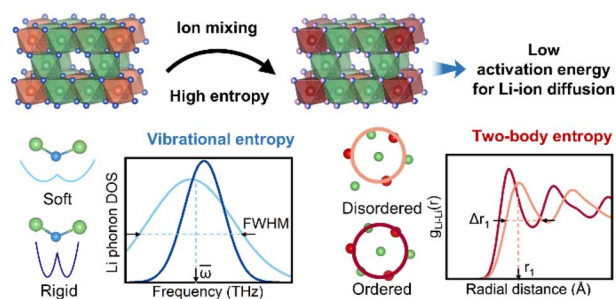 Ion mixing
High entropy
Low
activation energy
for Li-ion diffusion
Vibrational entropy
Soft
Rigid
Li phonon DOS
FWHM
ω̅
Frequency (THz)
Two-body entropy
Disordered
Ordered
g Li-Li(r)
Δr₁
r₁
Radial distance (Å)